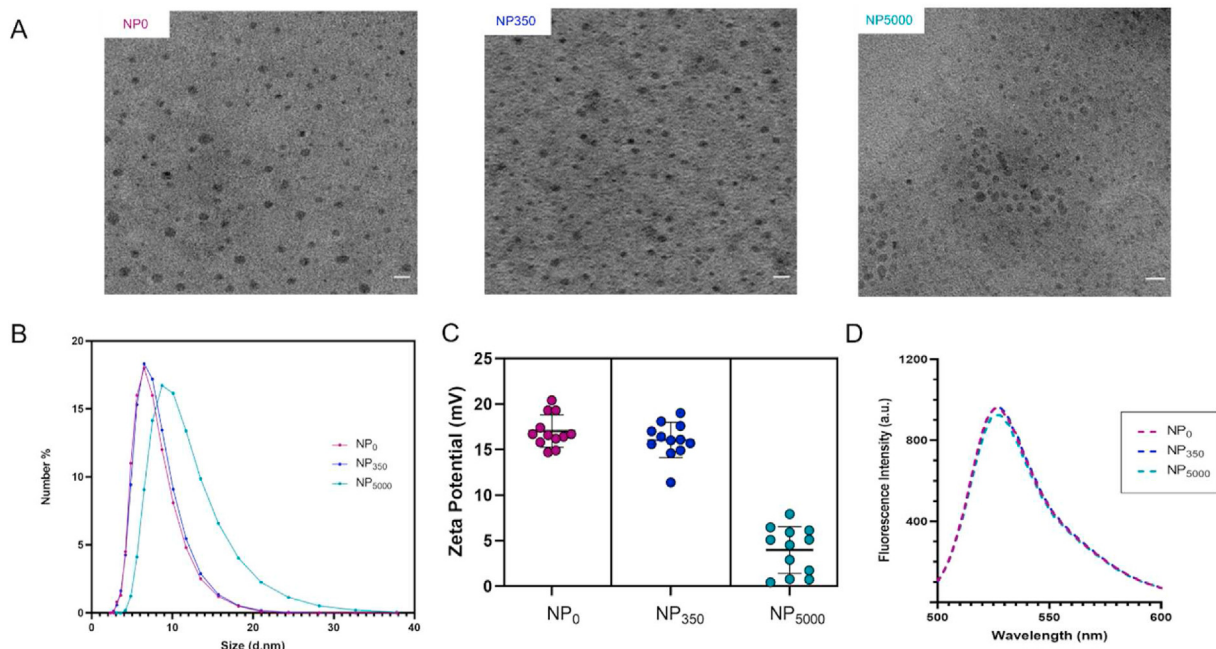 A
NP0
NP350
NP5000
B
20
15
10
5
0
Number %
0
10
20
30
40
Size (d.nm)
NP0
NP350
NP5000
C
25
20
15
10
5
0
Zeta Potential (mV)
NP0
NP350
NP5000
D
1200
900
400
Fluorescence Intensity (a.u.)
500
550
600
Wavelength (nm)
NP0
NP350
NP5000